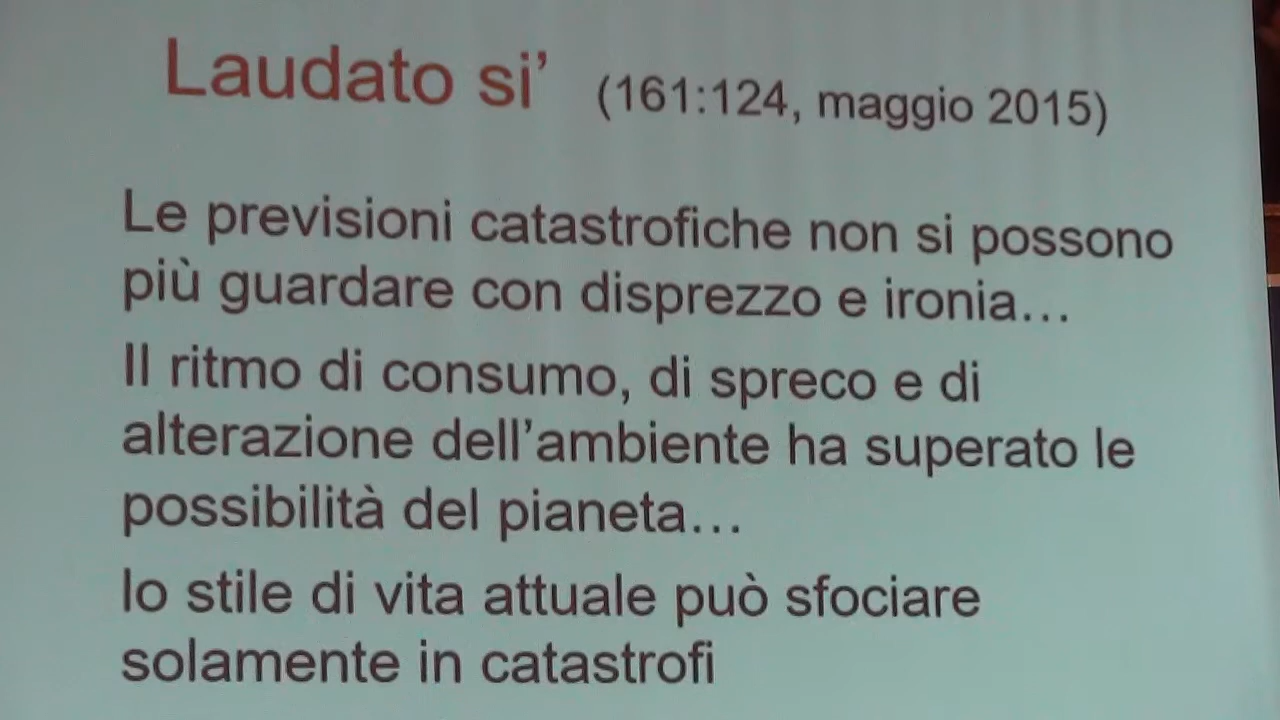 Laudato si’ (161:124, maggio 2015)
Le previsioni catastrofiche non si possono
più guardare con disprezzo e ironia…
Il ritmo di consumo, di spreco e di
alterazione dell’ambiente ha superato le
possibilità del pianeta…
lo stile di vita attuale può sfociare
solamente in catastrofi